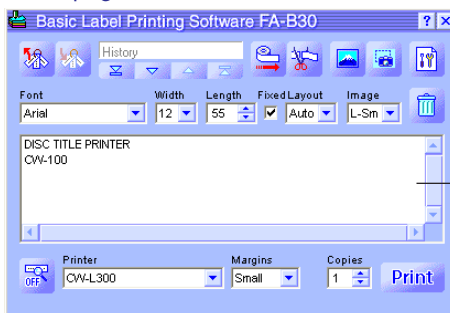 Basic Label Printing Software FA-B30
History
Font Width Length Fixed Layout Image
Arial 12 55 Auto L-Sm
DISC TITLE PRINTER
CW-100
Printer Margins Copies
OFF CW-L300 Small 1 Print